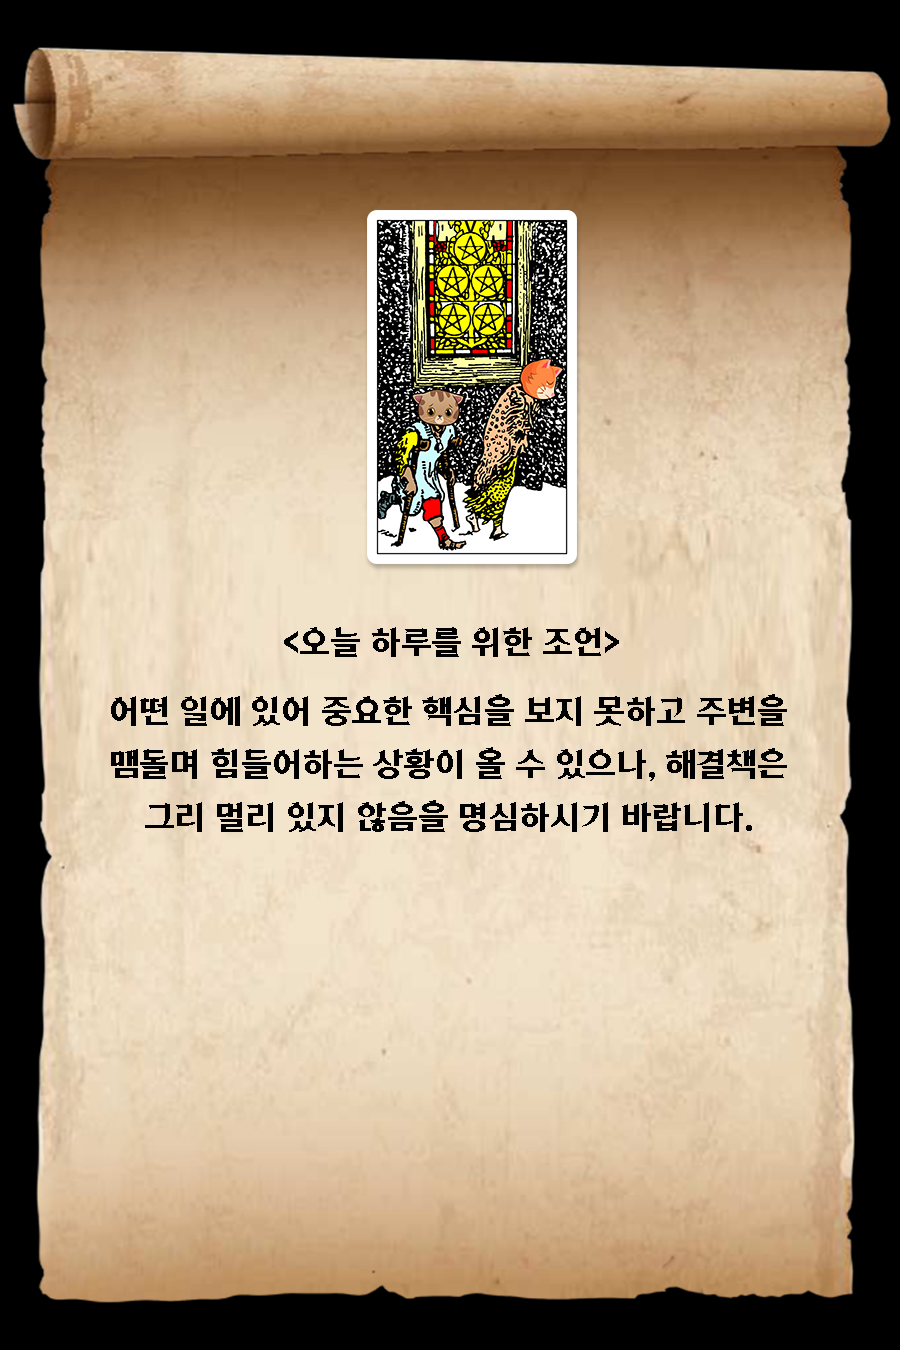 <오늘 하루를 위한 조언>
어떤 일에 있어 중요한 핵심을 보지 못하고 주변을
맴돌며 힘들어하는 상황이 올 수 있으나, 해결책은
그리 멀리 있지 않음을 명심하시기 바랍니다.